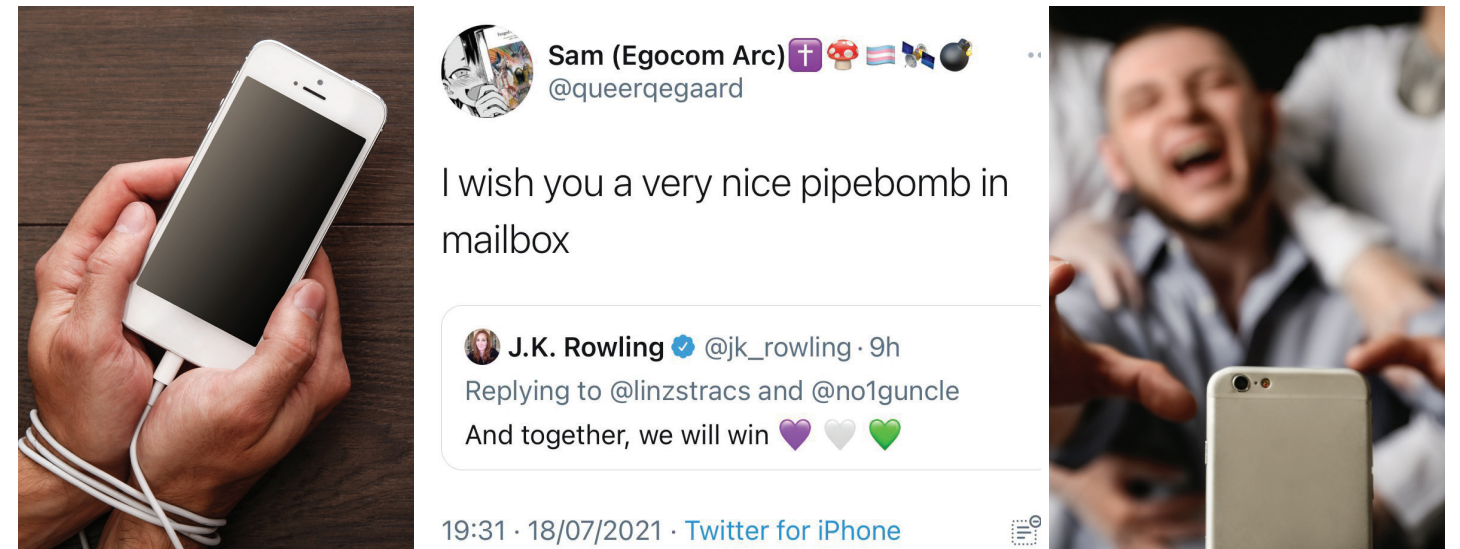 Sam (Egocom Arc)✝️🍄🏳️‍⚧️🛰️💣
@queerqegaard
I wish you a very nice pipebomb in
mailbox
J.K. Rowling @jk_rowling · 9h
Replying to @linzstracs and @no1guncle
And together, we will win 💜 🤍 💚
19:31 · 18/07/2021 · Twitter for iPhone